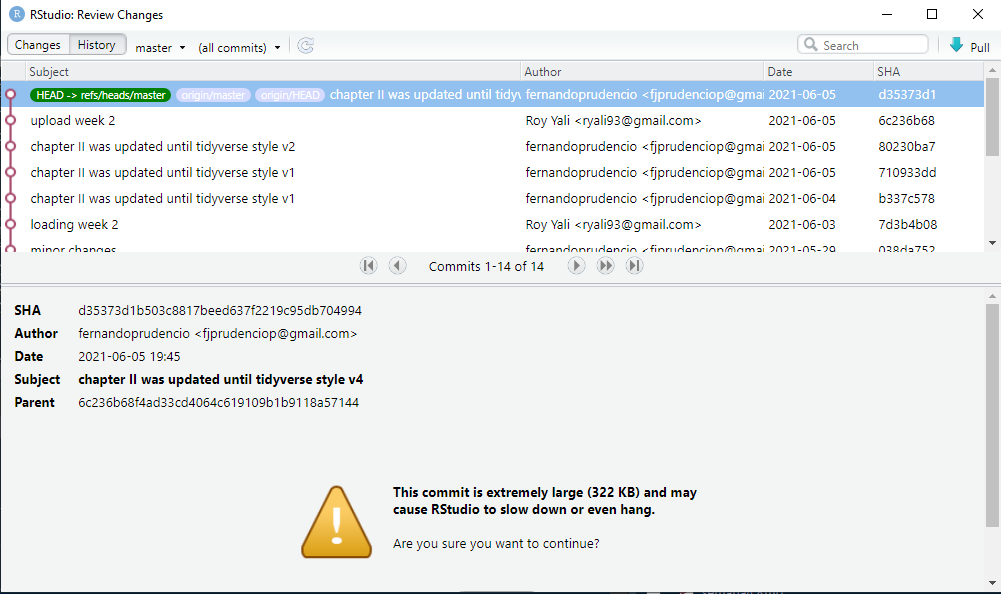 RStudio: Review Changes
Changes History master (all commits) Search Pull
Subject Author Date SHA
HEAD -> refs/heads/master origin/master origin/HEAD chapter II was updated until tidyv fernandoprudencio <fjprudenciop@gmai 2021-06-05 d35373d1
upload week 2 Roy Yali <ryali93@gmail.com> 2021-06-05 6c236b68
chapter II was updated until tidyverse style v2 fernandoprudencio <fjprudenciop@gmai 2021-06-05 80230ba7
chapter II was updated until tidyverse style v1 fernandoprudencio <fjprudenciop@gmai 2021-06-05 710933dd
chapter II was updated until tidyverse style v1 fernandoprudencio <fjprudenciop@gmai 2021-06-04 b337c578
loading week 2 Roy Yali <ryali93@gmail.com> 2021-06-03 7d3b4b08
minor changes fernandoprudencio <fjprudenciop@gmai 2021-05-29 038da752
Commits 1-14 of 14
SHA d35373d1b503c8817beed637f2219c95db704994
Author fernandoprudencio <fjprudenciop@gmail.com>
Date 2021-06-05 19:45
Subject chapter II was updated until tidyverse style v4
Parent 6c236b68f4ad33cd4064c619109b1b9118a57144
This commit is extremely large (322 KB) and may
cause RStudio to slow down or even hang.
Are you sure you want to continue?